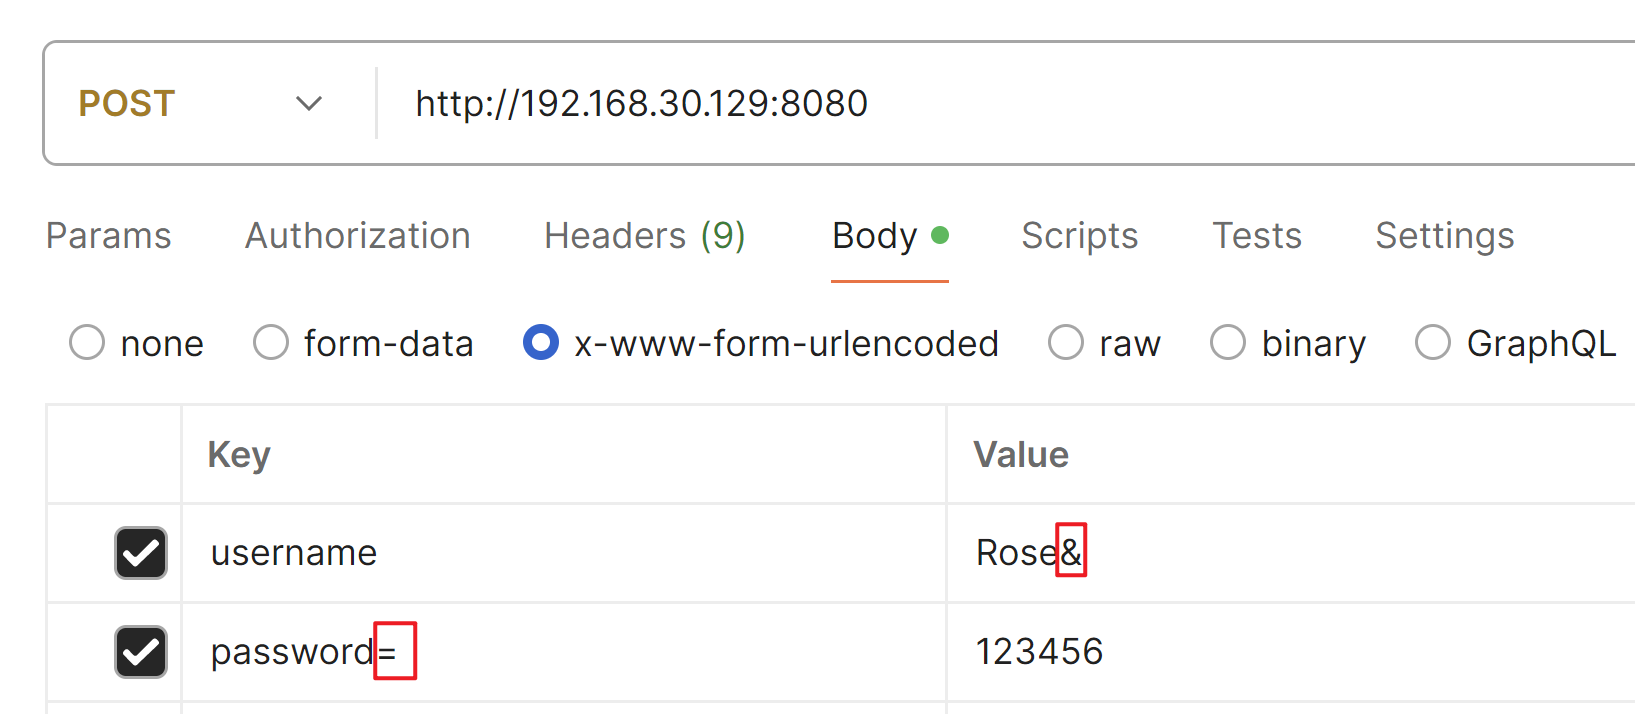 POST http://192.168.30.129:8080
Params Authorization Headers (9) Body Scripts Tests Settings
none form-data x-www-form-urlencoded raw binary GraphQL
Key Value
username Rose&
password= 123456